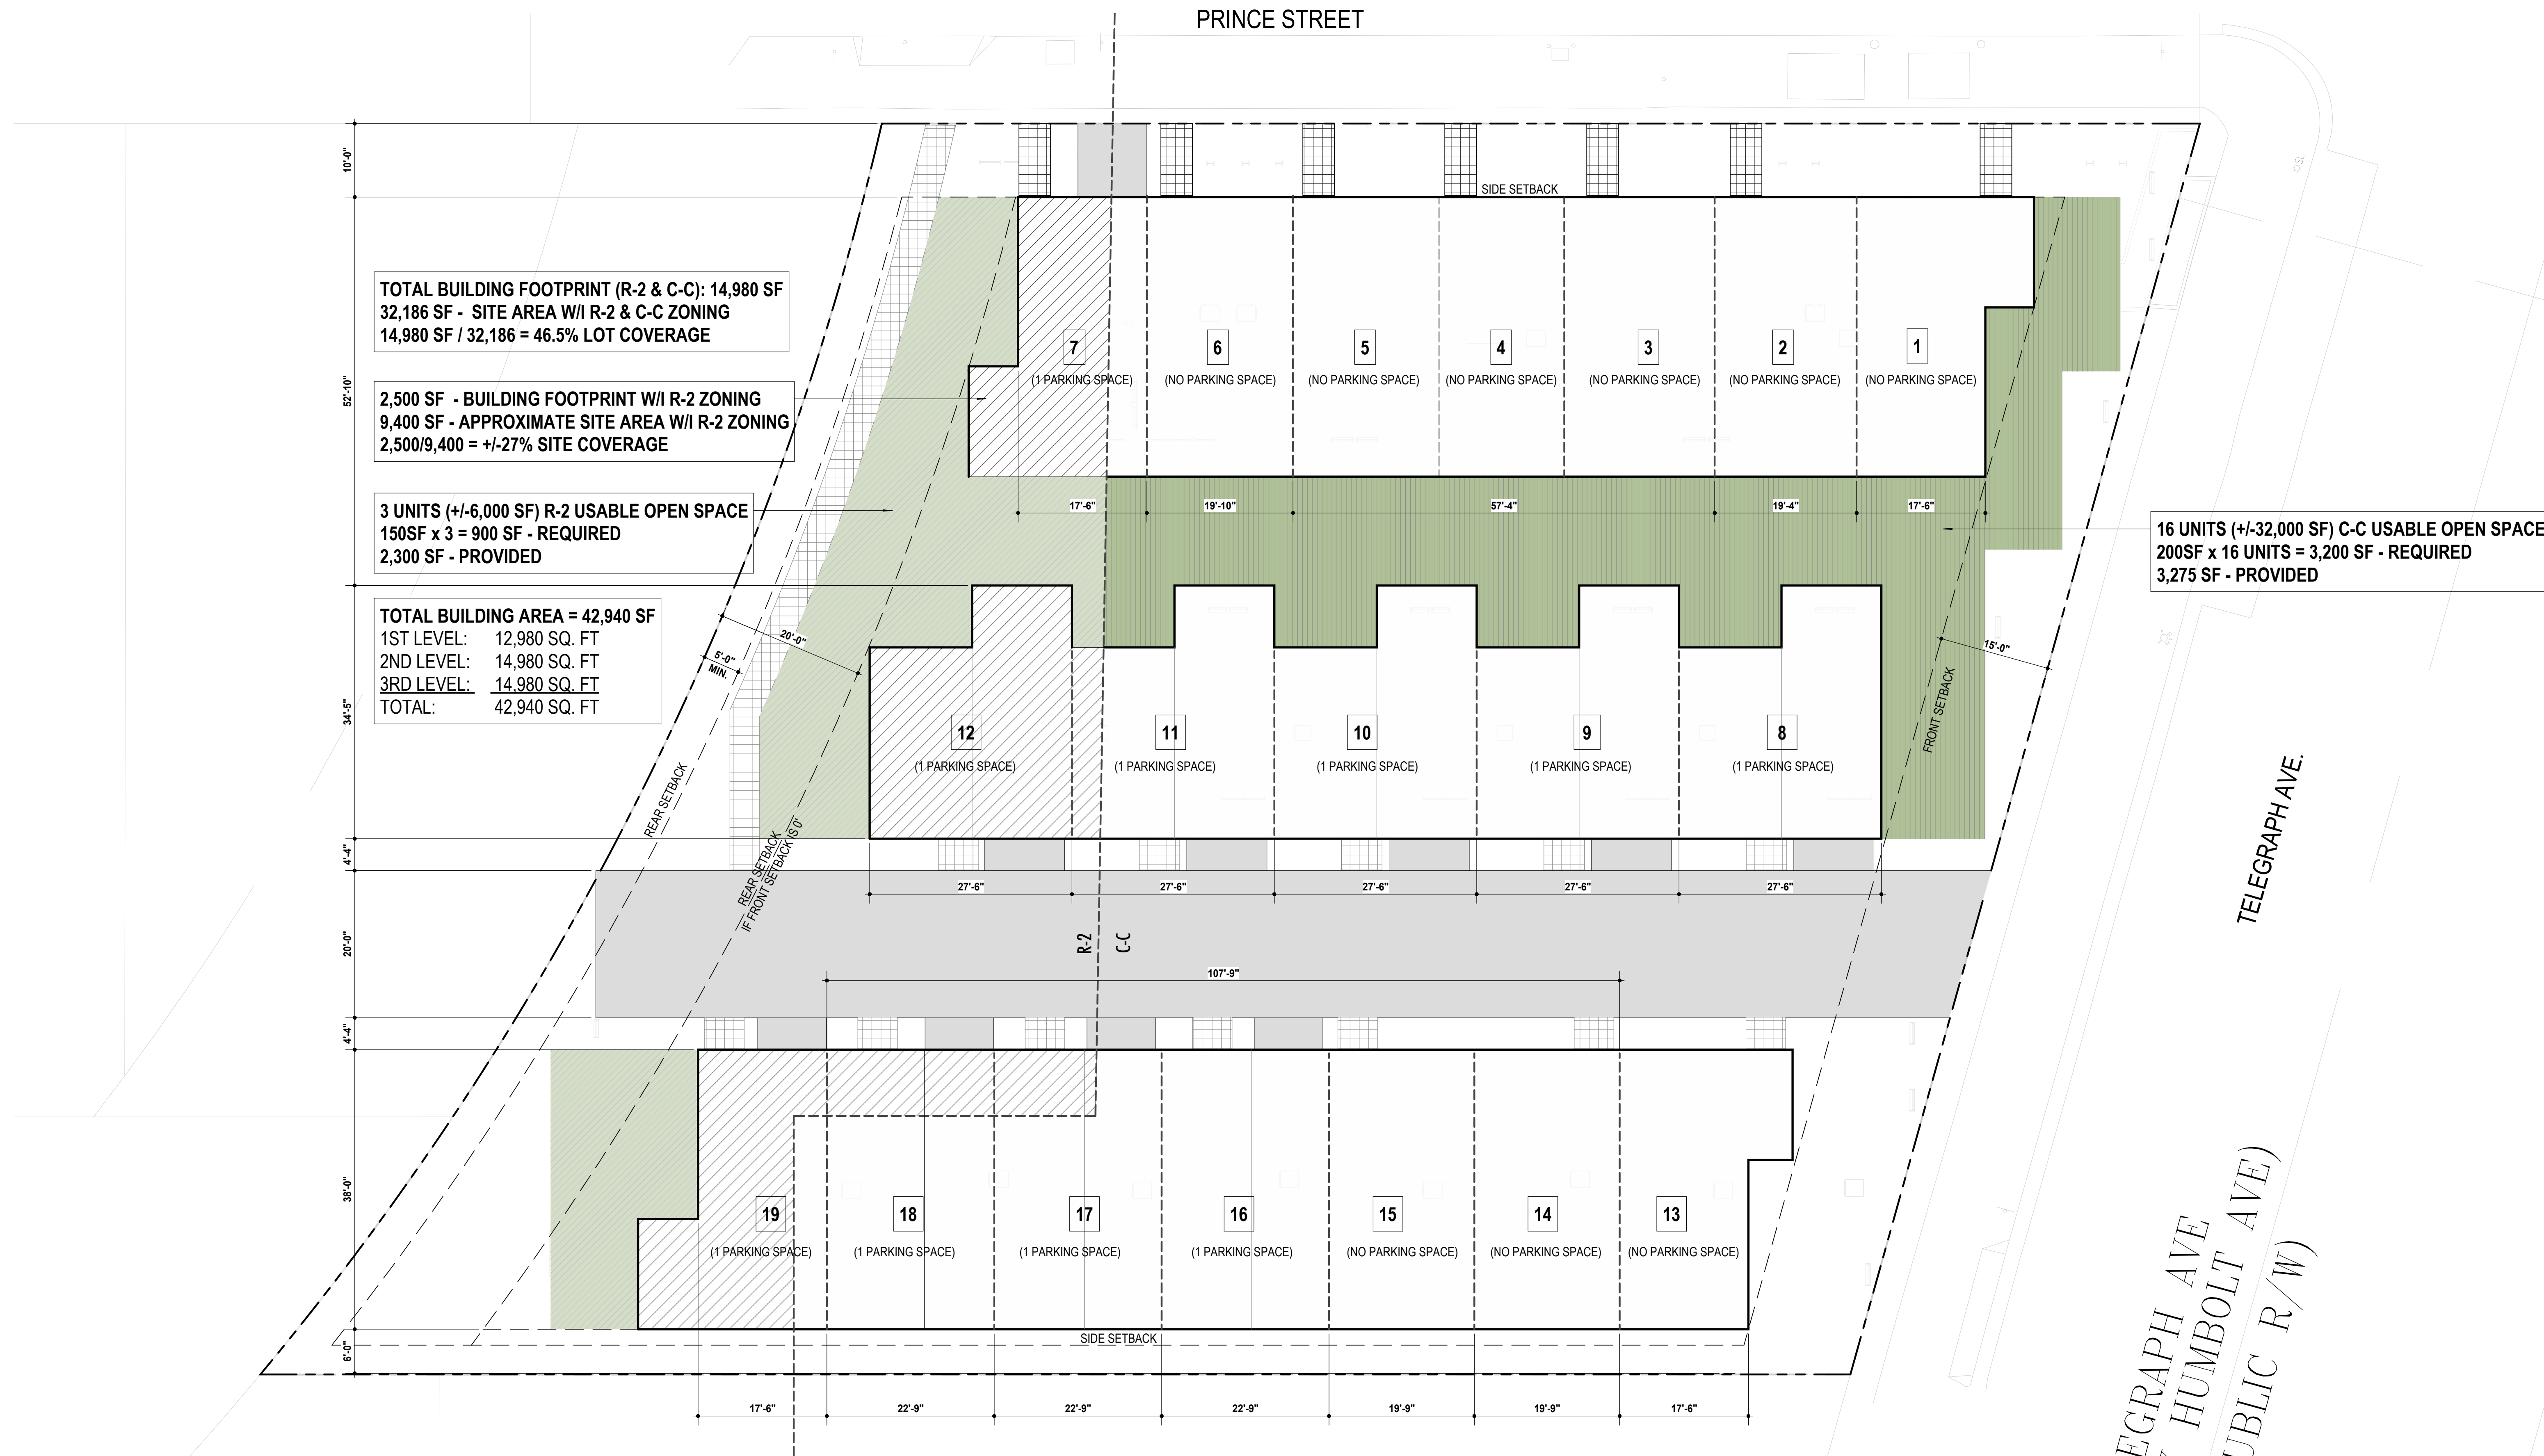 PRINCE STREET
10'-0"
SIDE SETBACK
TOTAL BUILDING FOOTPRINT (R-2 & C-C): 14,980 SF
32,186 SF - SITE AREA W/I R-2 & C-C ZONING
14,980 SF / 32,186 = 46.5% LOT COVERAGE
7
6
5
4
3
2
1
(1 PARKING SPACE)
(NO PARKING SPACE)
(NO PARKING SPACE)
(NO PARKING SPACE)
(NO PARKING SPACE)
(NO PARKING SPACE)
(NO PARKING SPACE)
52'-10"
2,500 SF - BUILDING FOOTPRINT W/I R-2 ZONING
9,400 SF - APPROXIMATE SITE AREA W/I R-2 ZONING
2,500/9,400 = +/-27% SITE COVERAGE
3 UNITS (+/-6,000 SF) R-2 USABLE OPEN SPACE
150SF x 3 = 900 SF - REQUIRED
2,300 SF - PROVIDED
17'-6"
19'-10"
57'-4"
19'-4"
17'-6"
16 UNITS (+/-32,000 SF) C-C USABLE OPEN SPACE
200SF x 16 UNITS = 3,200 SF - REQUIRED
3,275 SF - PROVIDED
TOTAL BUILDING AREA = 42,940 SF
1ST LEVEL: 12,980 SQ. FT
2ND LEVEL: 14,980 SQ. FT
3RD LEVEL: 14,980 SQ. FT
TOTAL: 42,940 SQ. FT
20'-0"
5'-0"
MIN.
15'-0"
34'-5"
FRONT SETBACK
12
11
10
9
8
(1 PARKING SPACE)
(1 PARKING SPACE)
(1 PARKING SPACE)
(1 PARKING SPACE)
(1 PARKING SPACE)
REAR SETBACK
REAR SETBACK
IF FRONT SETBACK IS 0'
TELEGRAPH AVE.
4'-4"
27'-6"
27'-6"
27'-6"
27'-6"
27'-6"
20'-0"
R-2
C-C
107'-9"
4'-4"
38'-0"
19
18
17
16
15
14
13
(1 PARKING SPACE)
(1 PARKING SPACE)
(1 PARKING SPACE)
(1 PARKING SPACE)
(NO PARKING SPACE)
(NO PARKING SPACE)
(NO PARKING SPACE)
EGRAPH AVE
HUMBOLT AVE)
UBLIC R/W)
SIDE SETBACK
6'-0"
17'-6"
22'-9"
22'-9"
22'-9"
19'-9"
19'-9"
17'-6"